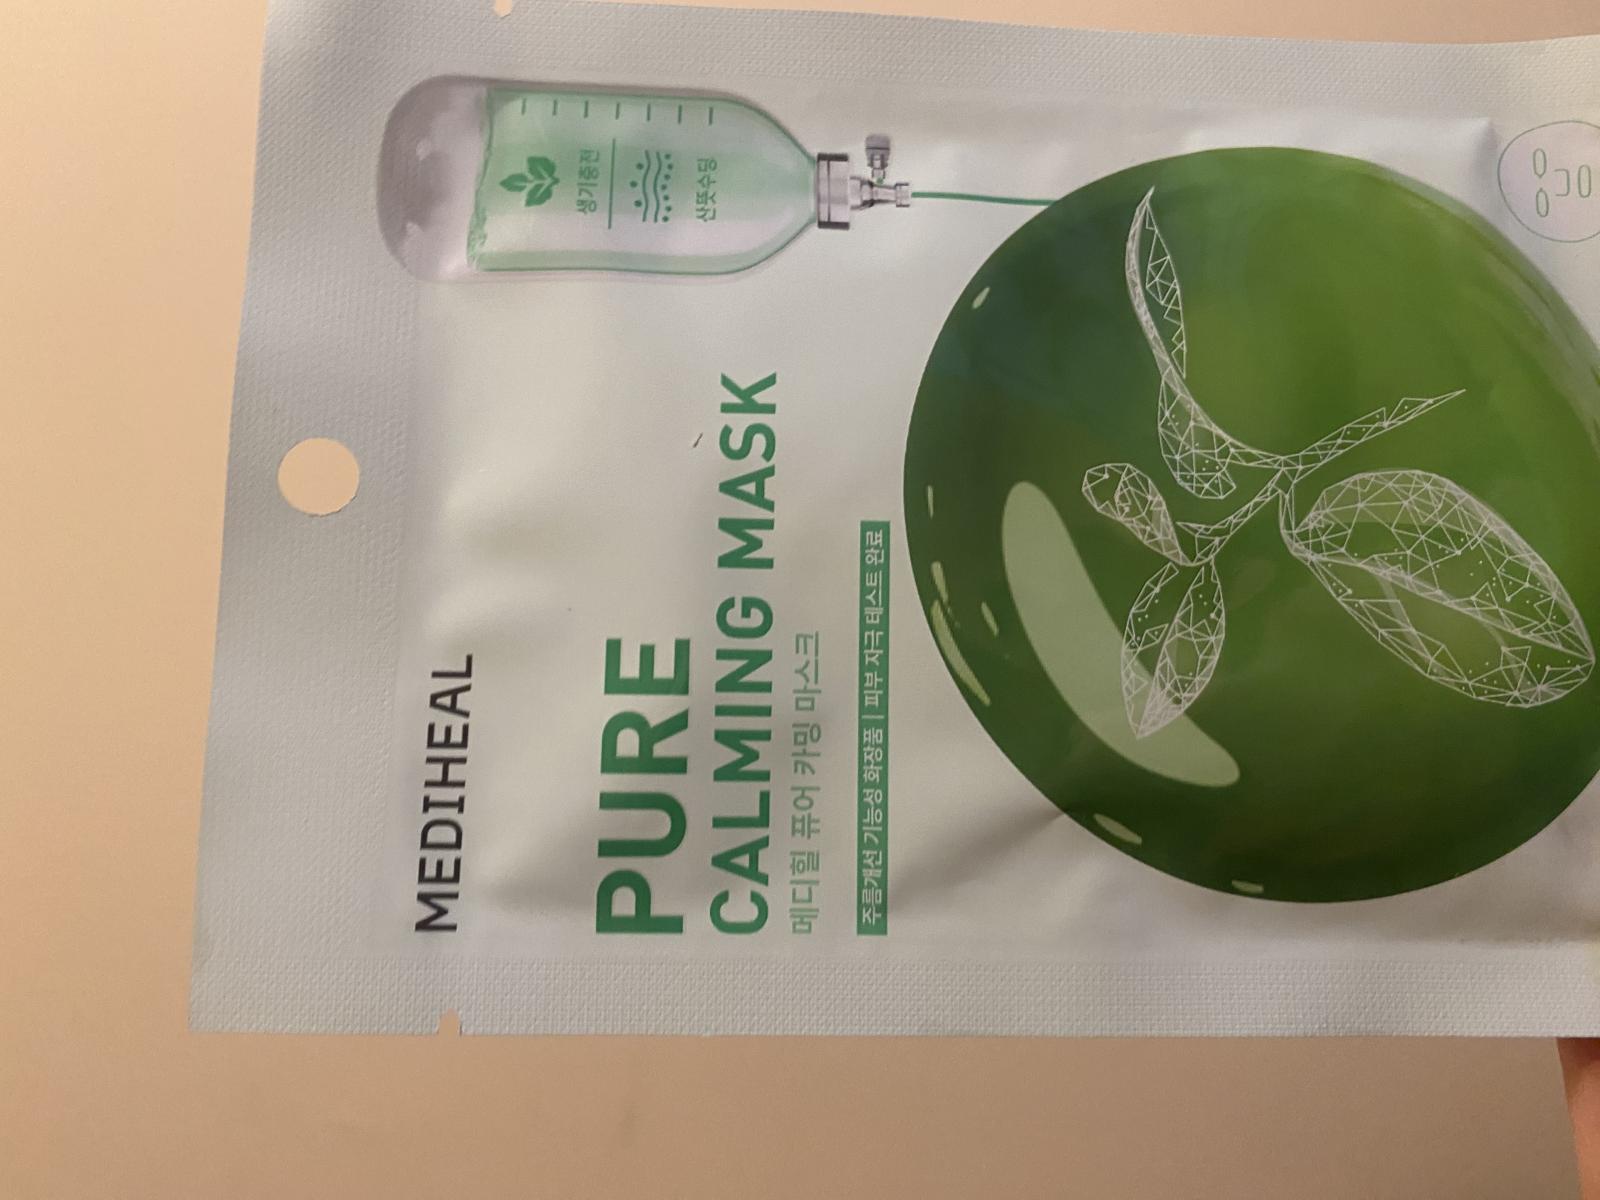 MEDIHEAL
PURE
CALMING MASK
메디힐 퓨어 카밍 마스크
주름개선 기능성 화장품 | 피부 자극 테스트 완료
생기충전
산뜻수딩